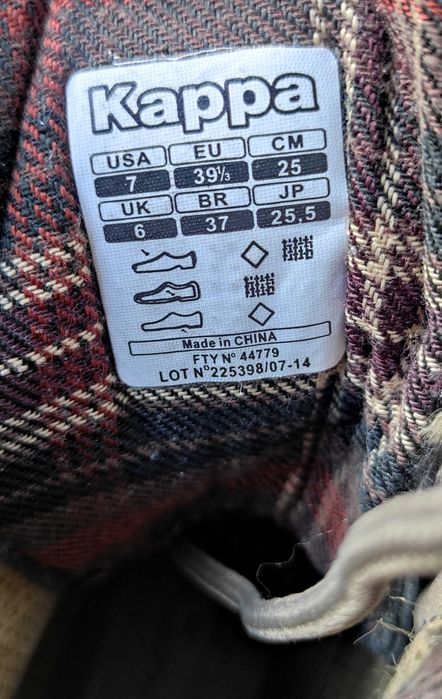 Kappa
USA EU CM
7 39⅓ 25
UK BR JP
6 37 25.5
Made in CHINA
FTY Nº 44779
LOT Nº225398/07-14